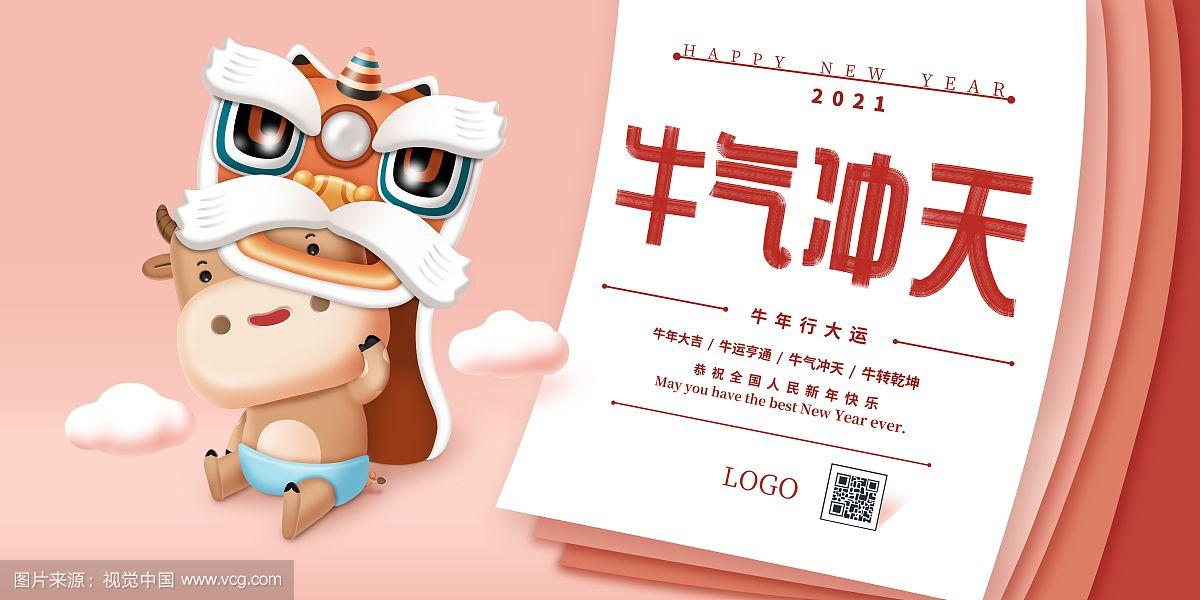 HAPPY NEW YEAR
2021
牛气冲天
牛年行大运
牛年大吉 / 牛运亨通 / 牛气冲天 / 牛转乾坤
恭祝全国人民新年快乐
May you have the best New Year ever.
LOGO
图片来源：视觉中国 www.vcg.com